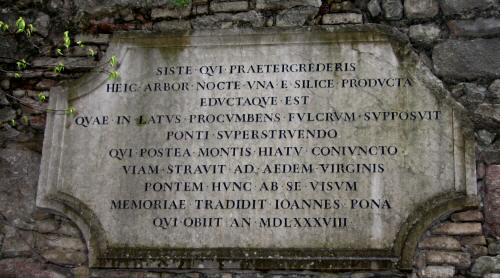 SISTE · QVI · PRAETERGREDERIS
HEIC · ARBOR · NOCTE · VNA · E · SILICE · PRODVCTA
EDVCTAQVE · EST
QVAE · IN · LATVS · PROCVMBENS · FVLCRVM · SVPPOSVIT
PONTI · SVPERSTRVENDO
QVI · POSTEA · MONTIS · HIATV · CONIVNCTO
VIAM · STRAVIT · AD · AEDEM · VIRGINIS
PONTEM · HVNC · AB · SE · VISVM
MEMORIAE · TRADIDIT · IOANNES · PONA
QVI · OBIIT · AN · MDLXXXVIII